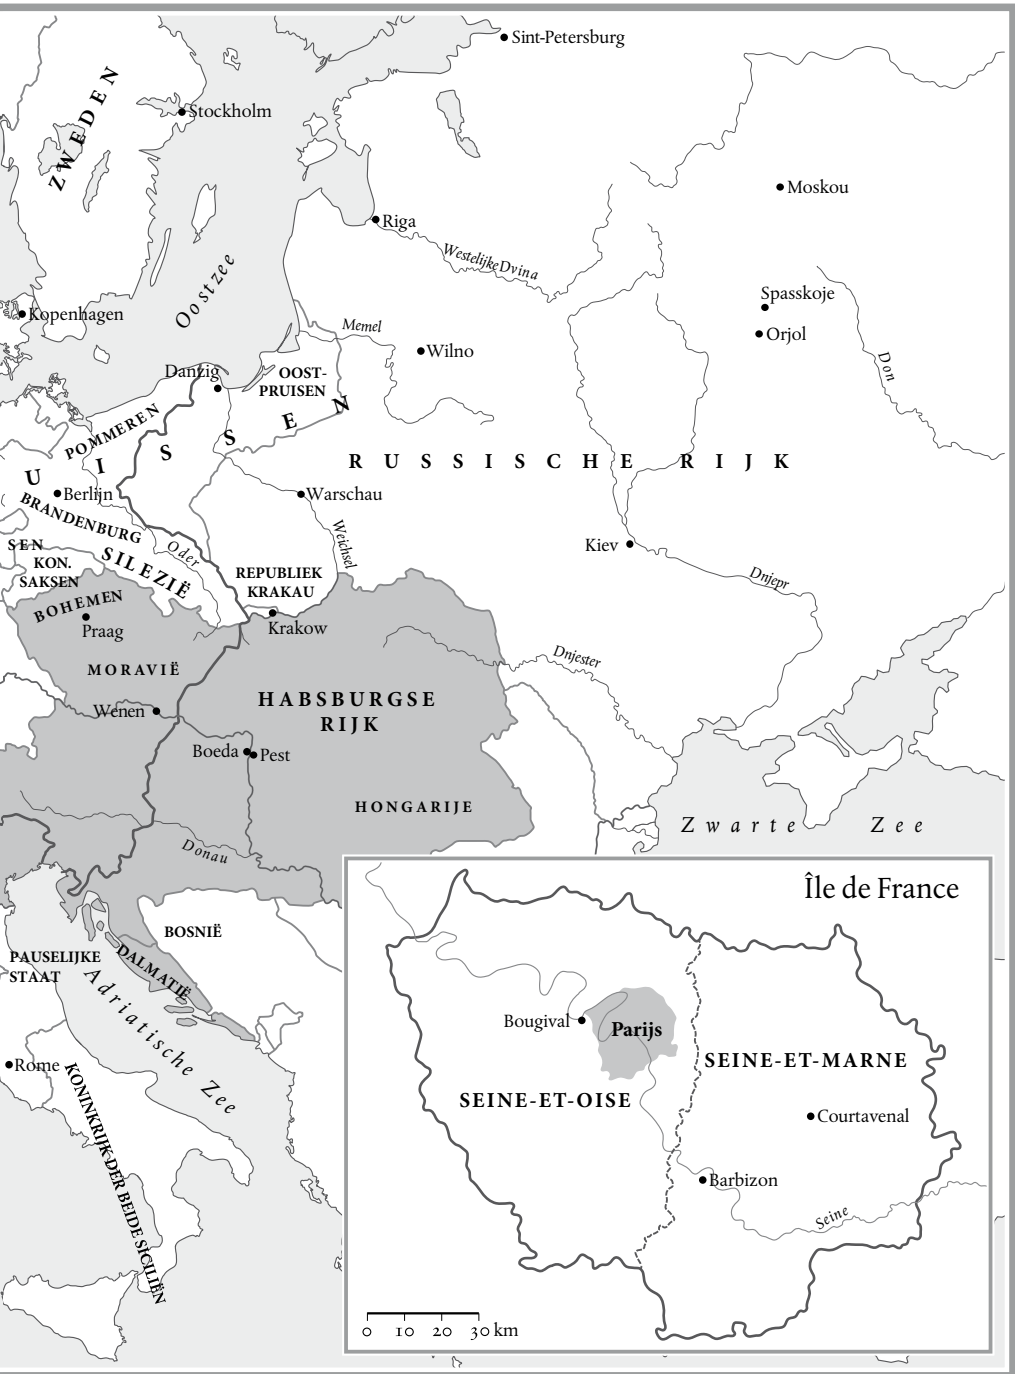 Sint-Petersburg
ZWEDEN
Stockholm
Moskou
Riga
Westelijke Dvina
Oostzee
Spasskoje
Kopenhagen
Memel
Orjol
Wilno
Don
Danzig
OOST-
PRUISEN
POMMEREN
UISSEN
RUSSISCHE RIJK
Berlijn
Warschau
BRANDENBURG
Weichsel
SEN
Oder
Kiev
KON.
SAKSEN
SILEZIË
REPUBLIEK
KRAKAU
Dnjepr
BOHEMEN
Praag
Krakow
Dnjester
MORAVIË
HABSBURGSE
RIJK
Wenen
Boeda
Pest
HONGARIJE
Zwarte Zee
Donau
Île de France
BOSNIË
PAUSELIJKE
STAAT
DALMATIË
Adriatische Zee
Bougival
Parijs
SEINE-ET-MARNE
Rome
SEINE-ET-OISE
Courtavenal
KONINKRIJK DER BEIDE SICILIËN
Barbizon
Seine
0 10 20 30 km